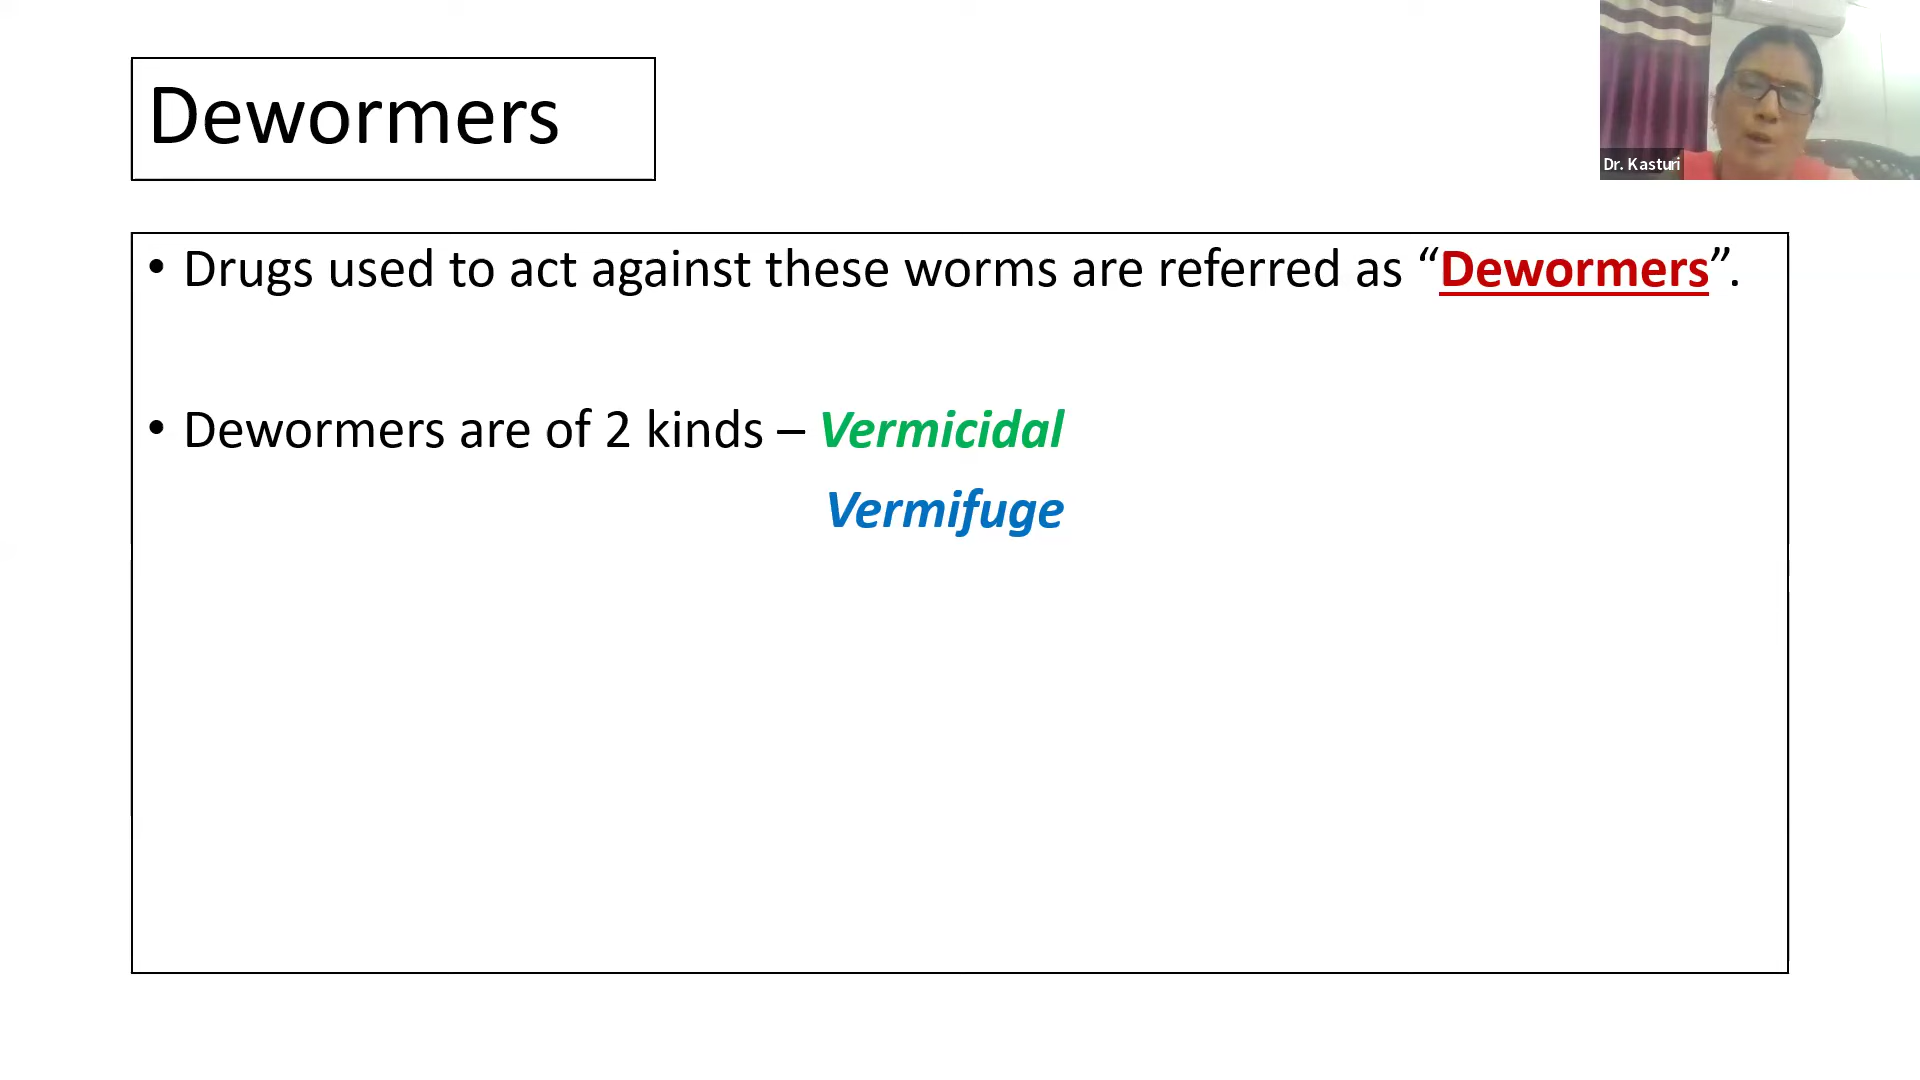 Dewormers
Dr. Kasturi
• Drugs used to act against these worms are referred as “Dewormers”.
• Dewormers are of 2 kinds – Vermicidal
Vermifuge